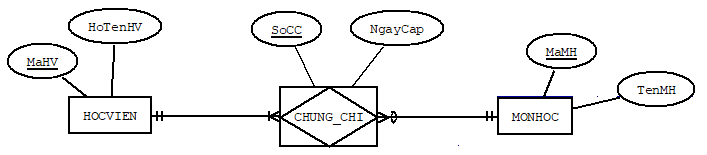 HoTenHV
SoCC
NgayCap
MaHV
MaMH
TenMH
HOCVIEN
CHUNG_CHI
MONHOC